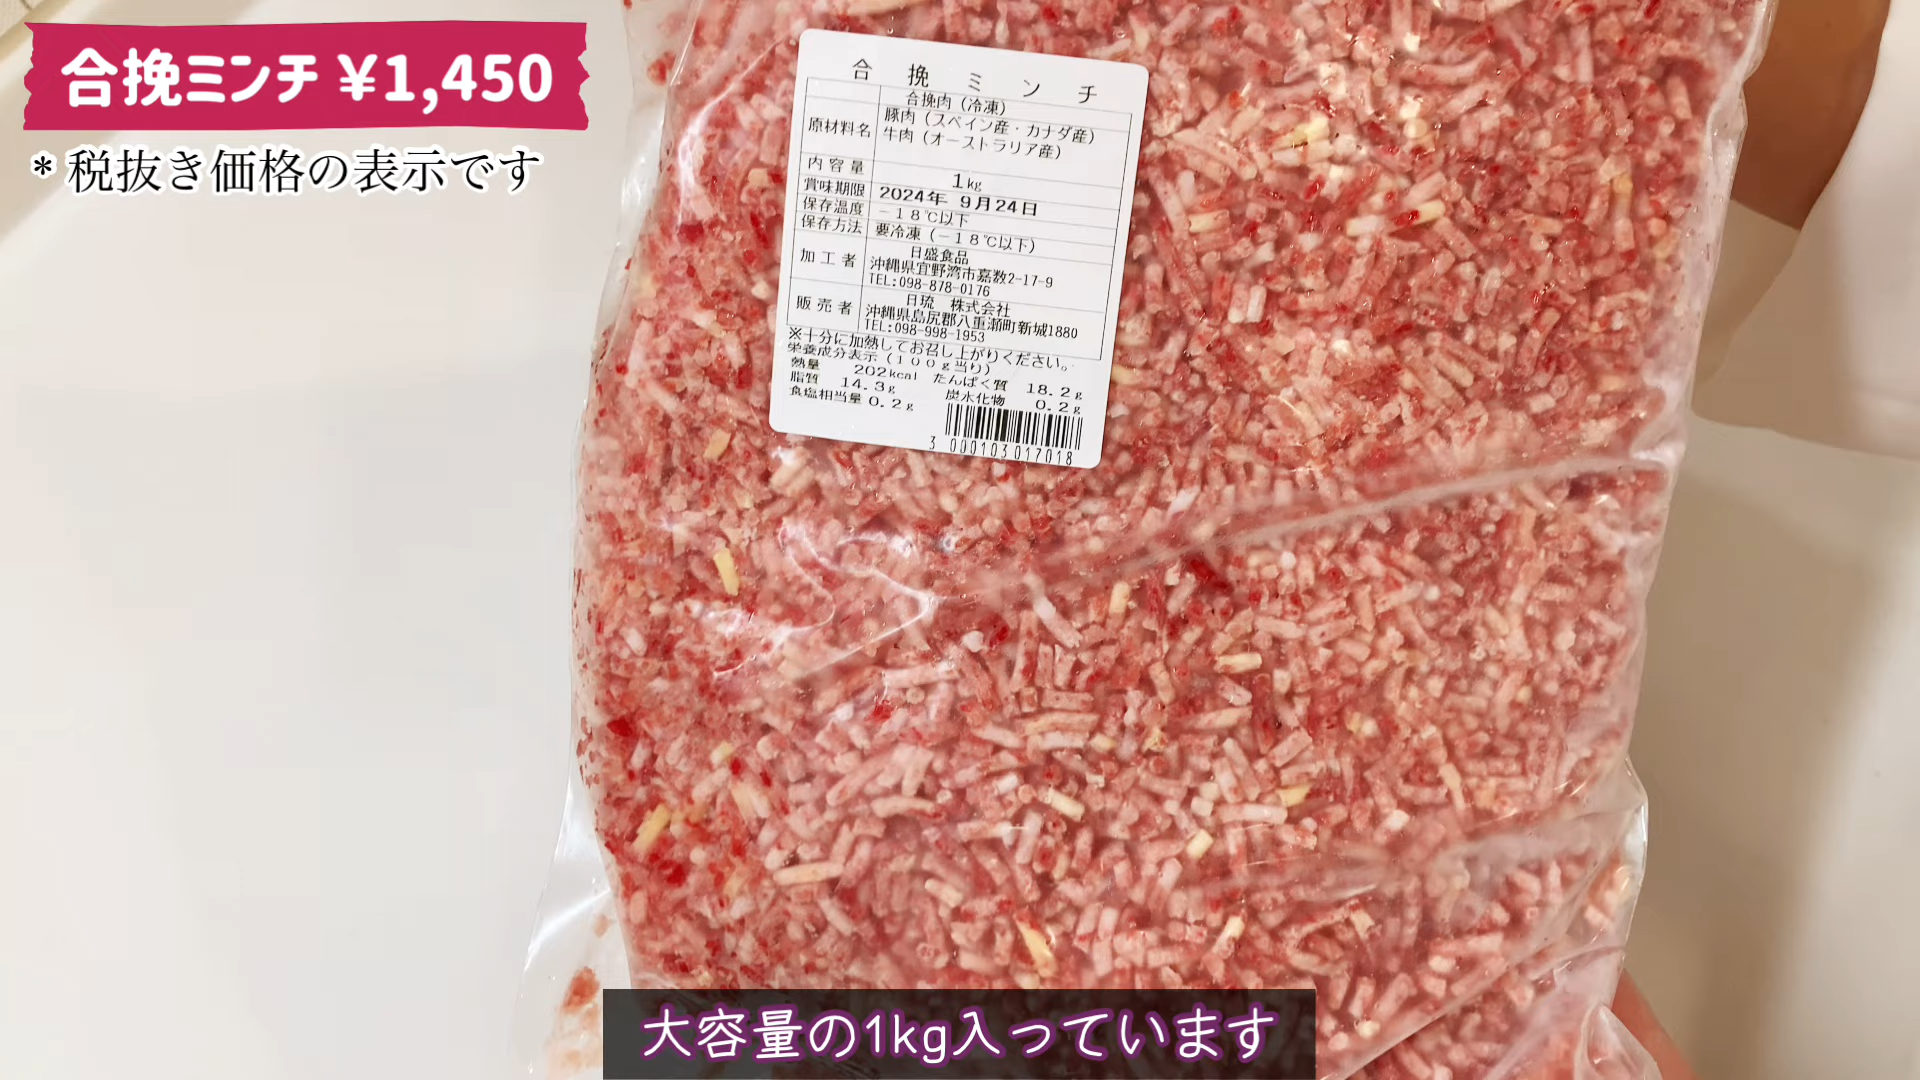 合挽ミンチ ¥1,450
*税抜き価格の表示です
合挽ミンチ
合挽肉（冷凍）
原材料名 豚肉（スペイン産・カナダ産）
牛肉（オーストラリア産）
内容量 1kg
賞味期限 2024年 9月24日
保存温度 －１８℃以下
保存方法 要冷凍（－１８℃以下）
加工者 日盛食品
沖縄県宜野湾市嘉数2-17-9
TEL:098-878-0176
販売者 日琉 株式会社
沖縄県島尻郡八重瀬町新城1880
TEL:098-998-1953
※十分に加熱してお召し上がりください。
栄養成分表示（１００ｇ当り）
熱量 202kcal たんぱく質 18.2g
脂質 14.3g 炭水化物 0.2g
食塩相当量 0.2g
3 000103 017018
大容量の1kg入っています